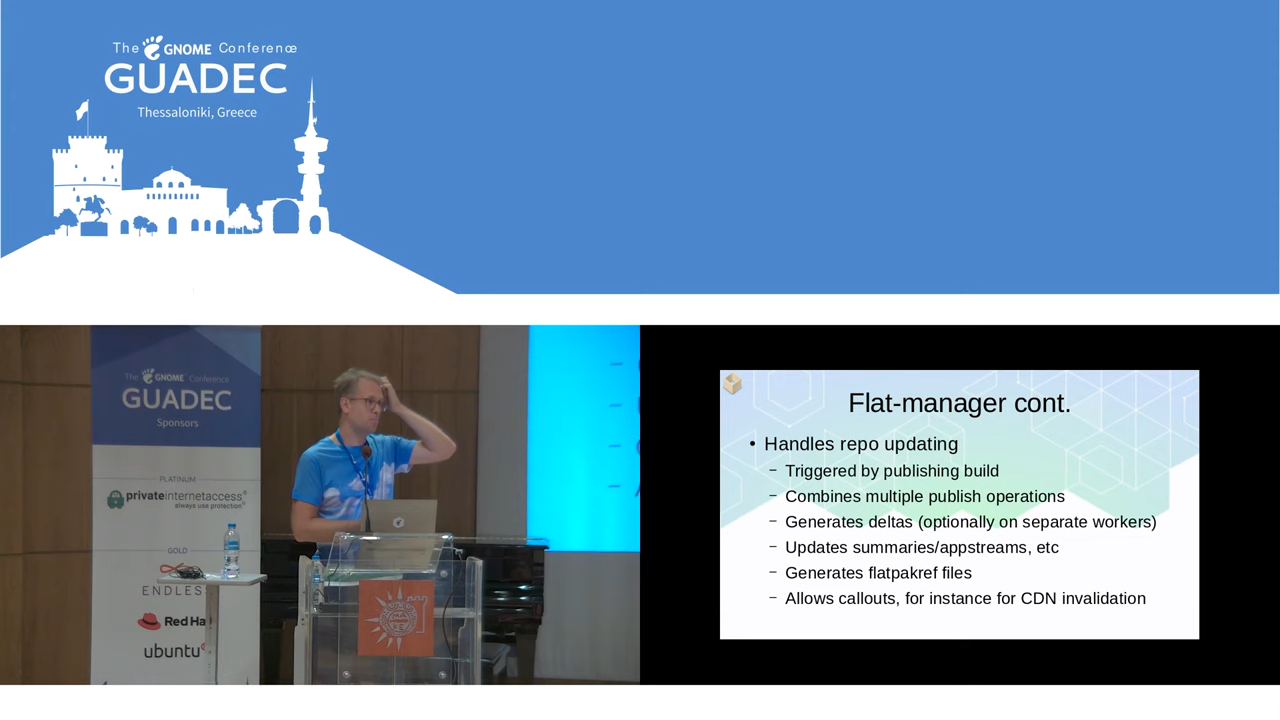 The GNOME Conference
GUADEC
Thessaloniki, Greece
The GNOME Conference
GUADEC
Sponsors
PLATINUM
privateinternetaccess®
always use protection®
GOLD
ENDLESS
Red Ha
ubuntu
Flat-manager cont.
• Handles repo updating
– Triggered by publishing build
– Combines multiple publish operations
– Generates deltas (optionally on separate workers)
– Updates summaries/appstreams, etc
– Generates flatpakref files
– Allows callouts, for instance for CDN invalidation